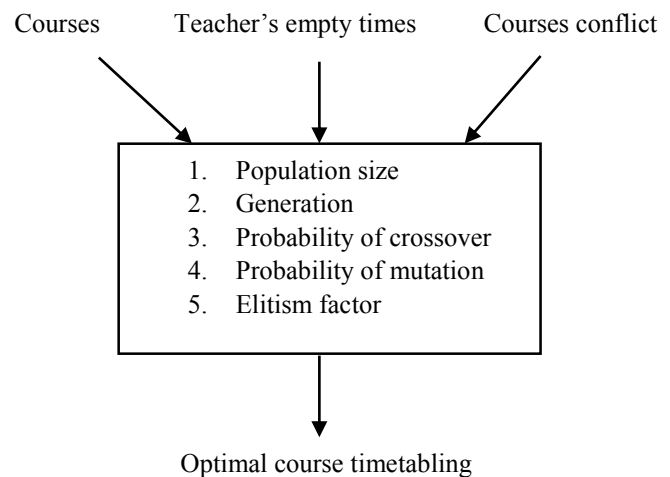 Courses Teacher’s empty times Courses conflict
1. Population size
2. Generation
3. Probability of crossover
4. Probability of mutation
5. Elitism factor
Optimal course timetabling